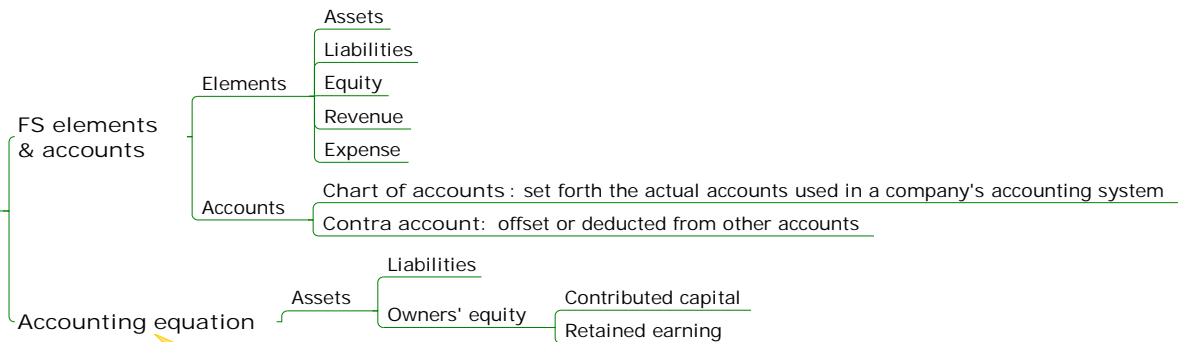 Assets
Liabilities
Elements
Equity
Revenue
Expense
FS elements
& accounts
Chart of accounts : set forth the actual accounts used in a company's accounting system
Accounts
Contra account: offset or deducted from other accounts
Liabilities
Assets
Owners' equity
Contributed capital
Retained earning
Accounting equation